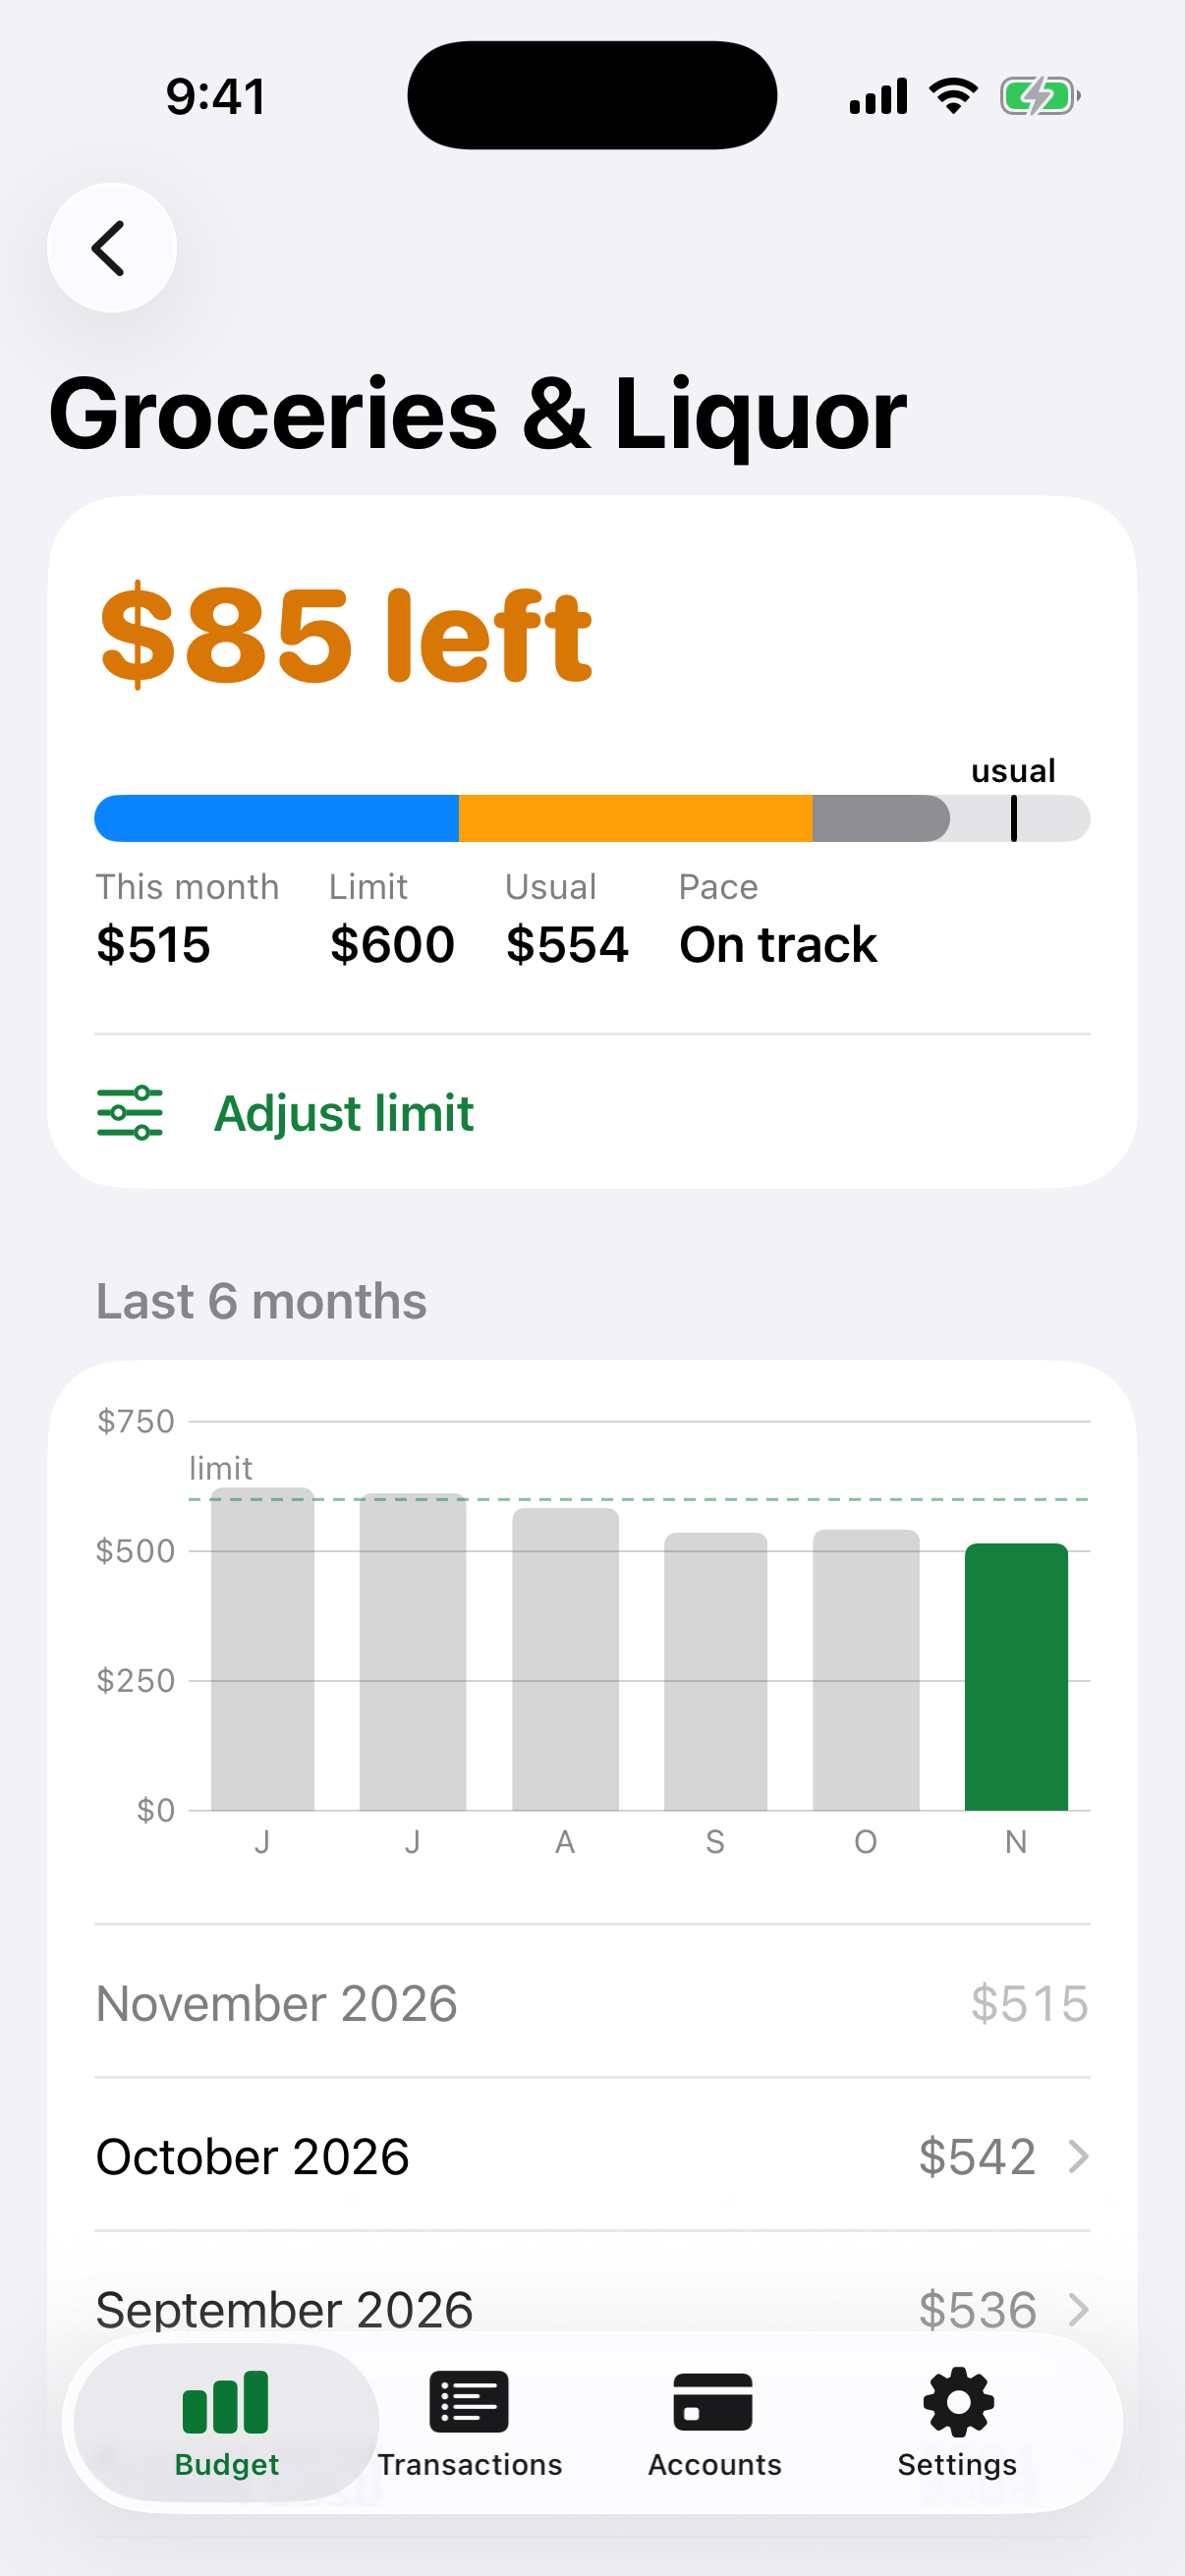 9:41
Groceries & Liquor
$85 left
usual
This month Limit Usual Pace
$515 $600 $554 On track
Adjust limit
Last 6 months
$750
limit
$500
$250
$0
J J A S O N
November 2026 $515
October 2026 $542
September 2026 $536
Budget Transactions Accounts Settings